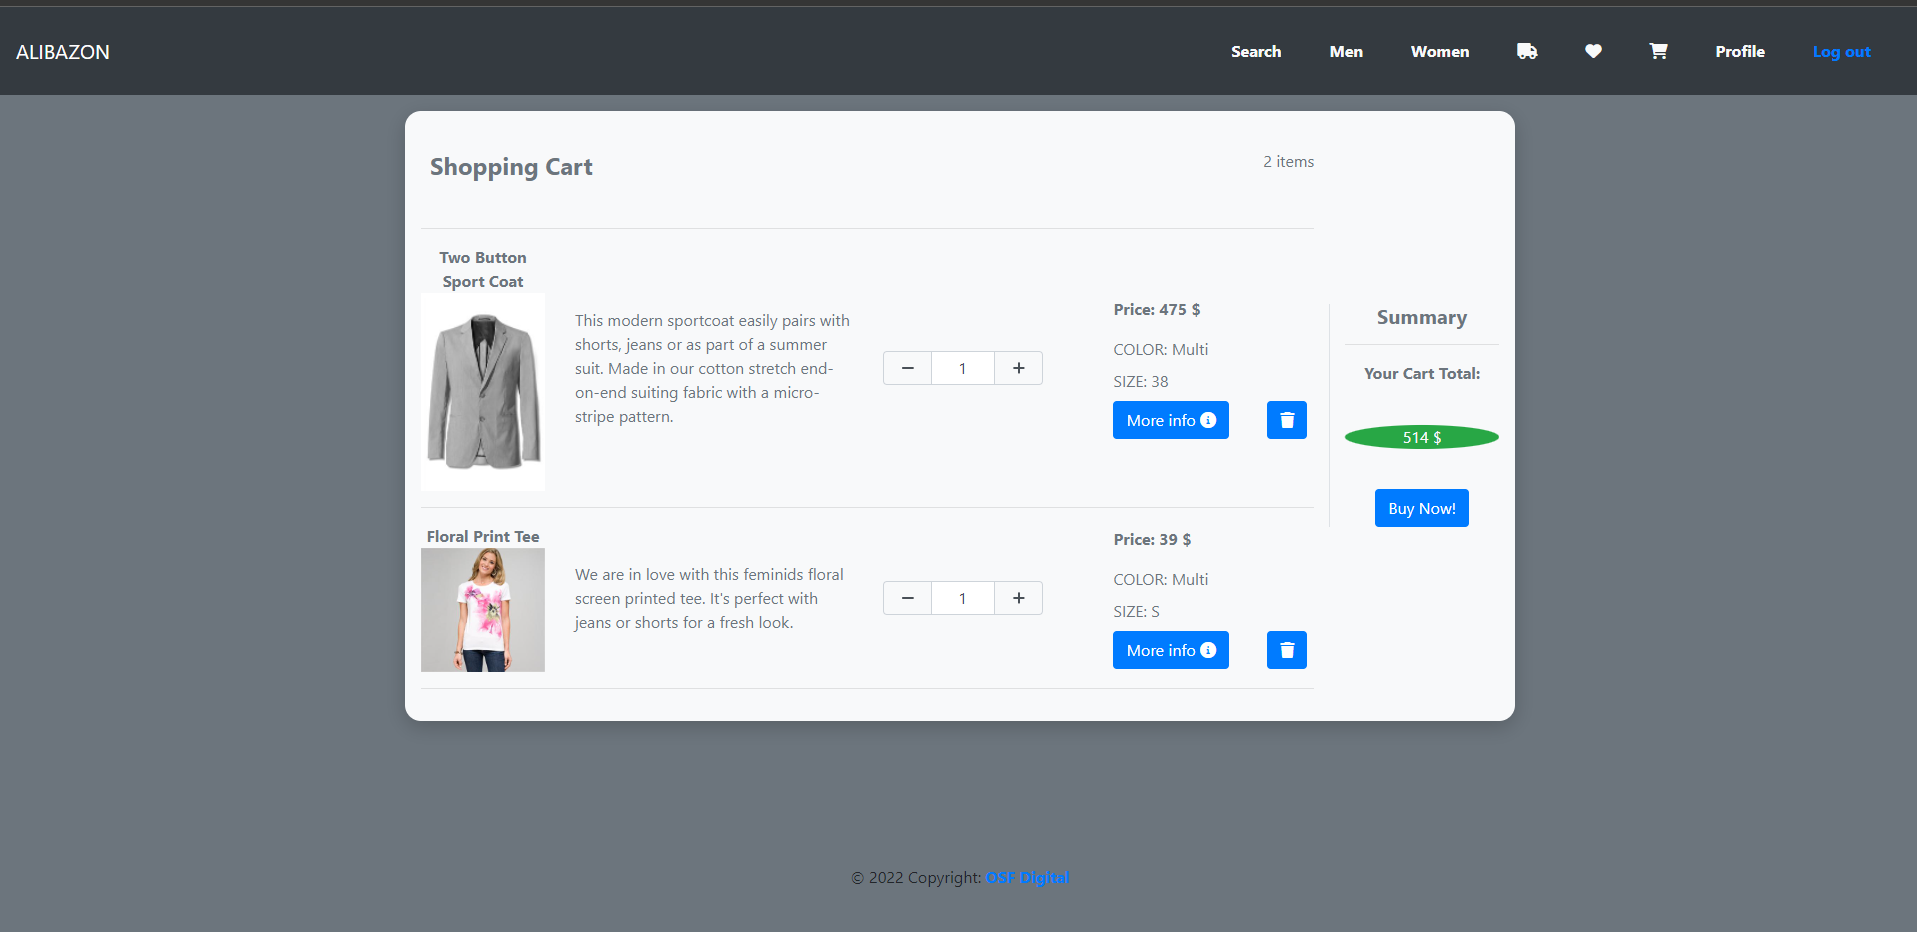 ALIBAZON
Search Men Women Profile Log out
Shopping Cart
2 items
Two Button
Sport Coat
This modern sportcoat easily pairs with
shorts, jeans or as part of a summer
suit. Made in our cotton stretch end-
on-end suiting fabric with a micro-
stripe pattern.
1
Price: 475 $
COLOR: Multi
SIZE: 38
More info
Floral Print Tee
We are in love with this feminids floral
screen printed tee. It's perfect with
jeans or shorts for a fresh look.
1
Price: 39 $
COLOR: Multi
SIZE: S
More info
Summary
Your Cart Total:
514 $
Buy Now!
© 2022 Copyright: OSF Digital